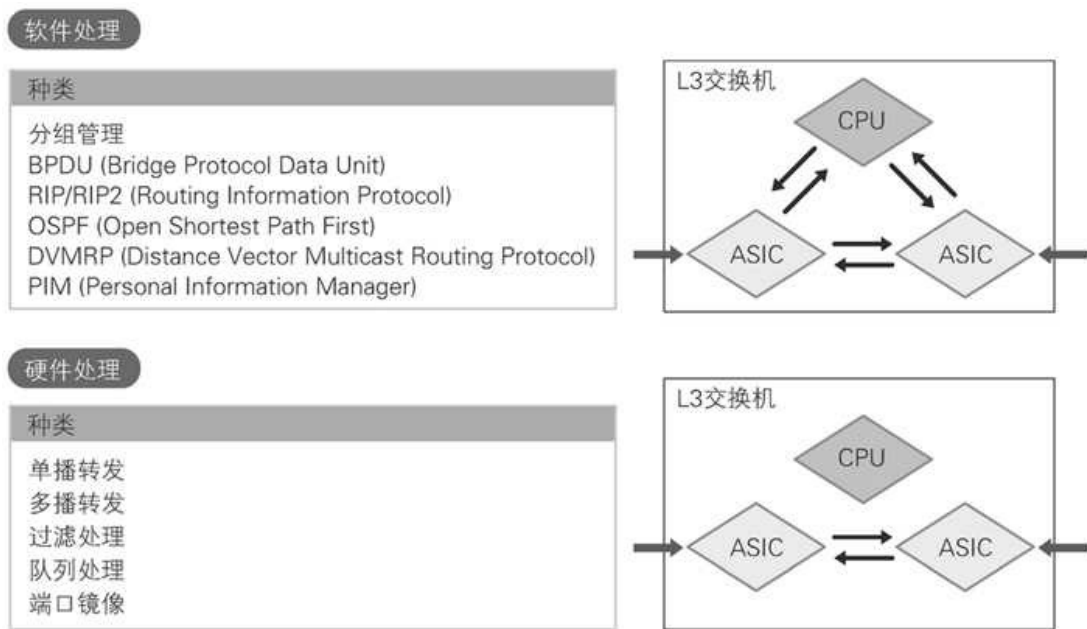 软件处理
种类
分组管理
BPDU (Bridge Protocol Data Unit)
RIP/RIP2 (Routing Information Protocol)
OSPF (Open Shortest Path First)
DVMRP (Distance Vector Multicast Routing Protocol)
PIM (Personal Information Manager)
L3交换机
CPU
ASIC
ASIC
硬件处理
种类
单播转发
多播转发
过滤处理
队列处理
端口镜像
L3交换机
CPU
ASIC
ASIC